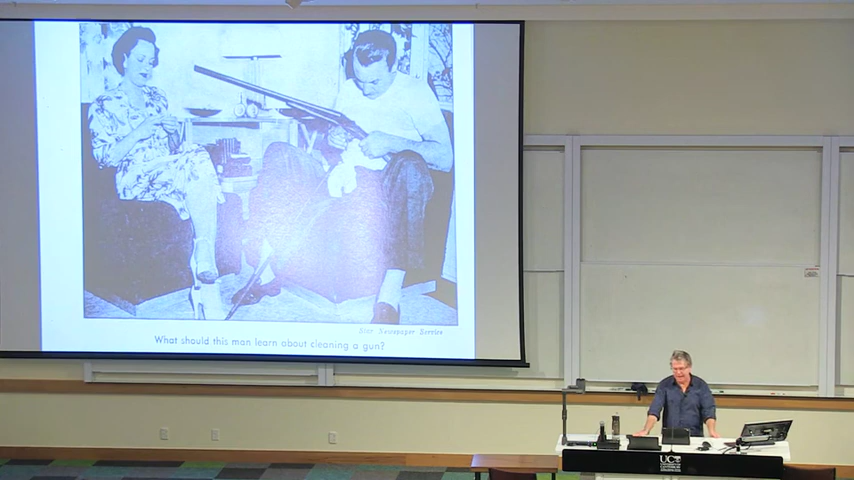 Star Newspaper Service
What should this man learn about cleaning a gun?
UC